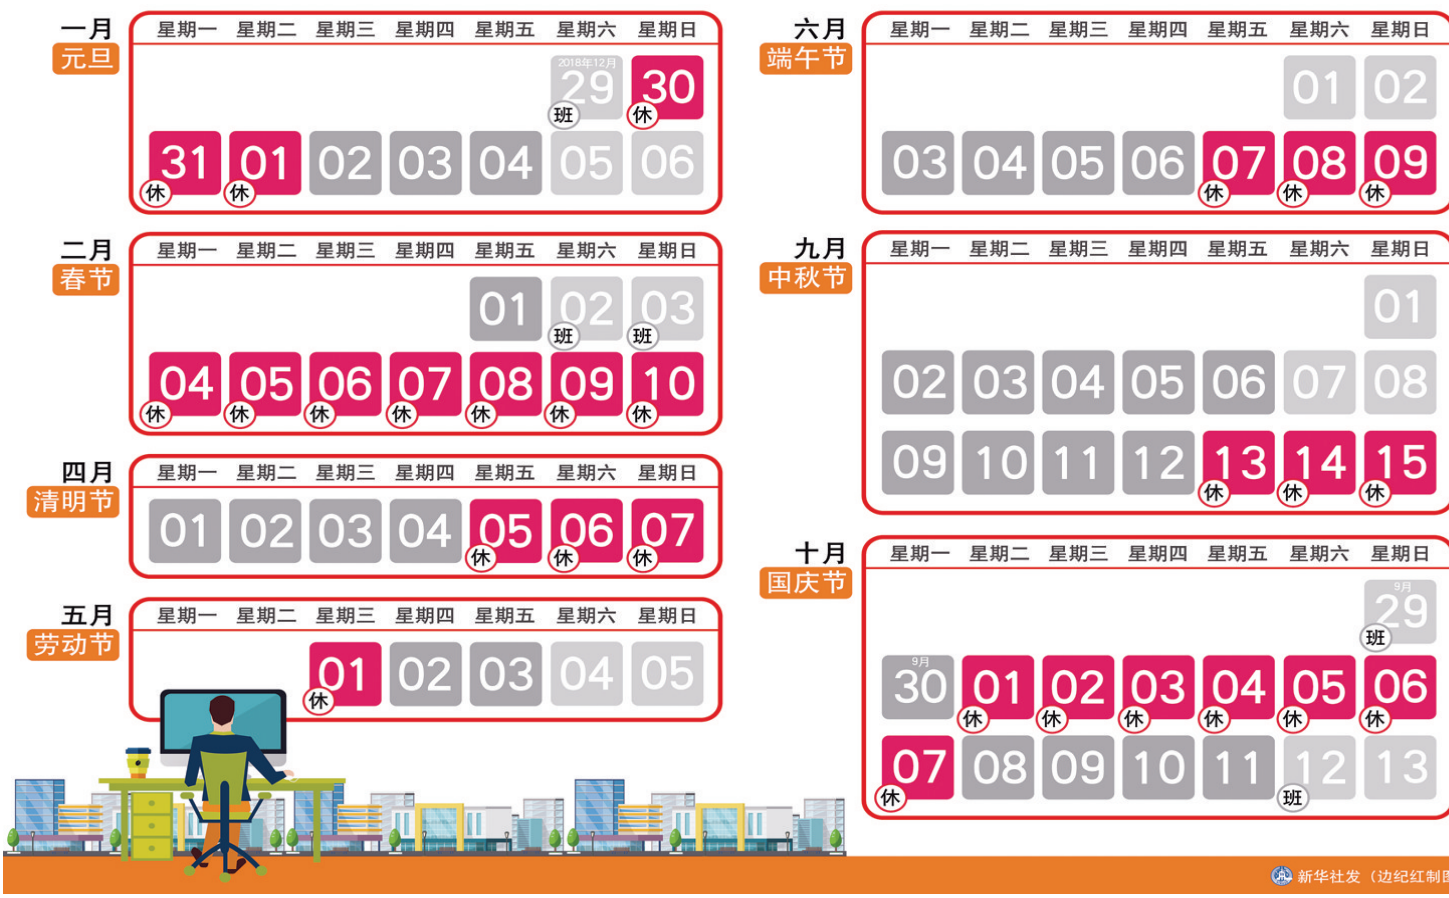 一月
元旦
星期一 星期二 星期三 星期四 星期五 星期六 星期日
2018年12月
29 30
班 休
31 01 02 03 04 05 06
休 休
二月
春节
星期一 星期二 星期三 星期四 星期五 星期六 星期日
01 02 03
班 班
04 05 06 07 08 09 10
休 休 休 休 休 休 休
四月
清明节
星期一 星期二 星期三 星期四 星期五 星期六 星期日
01 02 03 04 05 06 07
休 休 休
五月
劳动节
星期一 星期二 星期三 星期四 星期五 星期六 星期日
01 02 03 04 05
休
六月
端午节
星期一 星期二 星期三 星期四 星期五 星期六 星期日
01 02
03 04 05 06 07 08 09
休 休 休
九月
中秋节
星期一 星期二 星期三 星期四 星期五 星期六 星期日
01
02 03 04 05 06 07 08
09 10 11 12 13 14 15
休 休 休
十月
国庆节
星期一 星期二 星期三 星期四 星期五 星期六 星期日
9月
29
班
9月
30 01 02 03 04 05 06
休 休 休 休 休 休
07 08 09 10 11 12 13
休 班
新华社发（边纪红制图